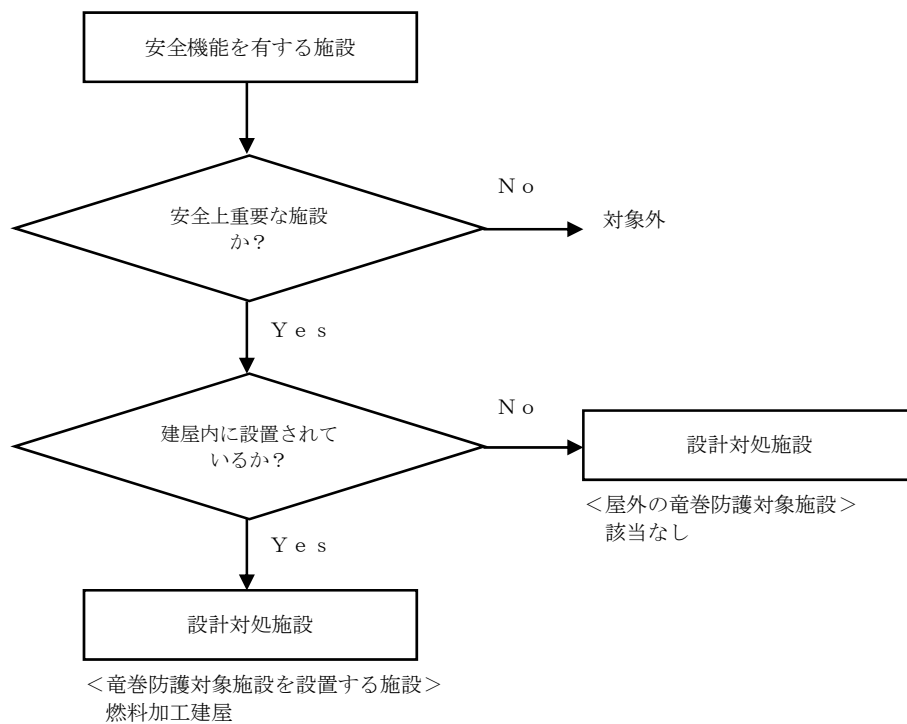 安全機能を有する施設
安全上重要な施設
か？
Ｎｏ
対象外
Ｙｅｓ
建屋内に設置されて
いるか？
Ｎｏ
設計対処施設
＜屋外の竜巻防護対象施設＞
該当なし
Ｙｅｓ
設計対処施設
＜竜巻防護対象施設を設置する施設＞
燃料加工建屋